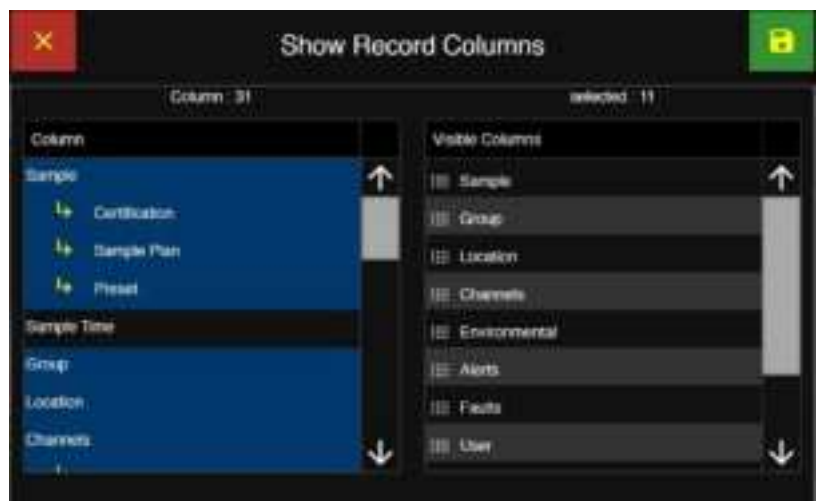 Show Record Columns
Column 31
selected 11
Column
Sample
Certification
Sample Plan
Preset
Sample Time
Group
Location
Channels
Visible Columns
Sample
Group
Location
Channels
Environmental
Alerts
Faults
User